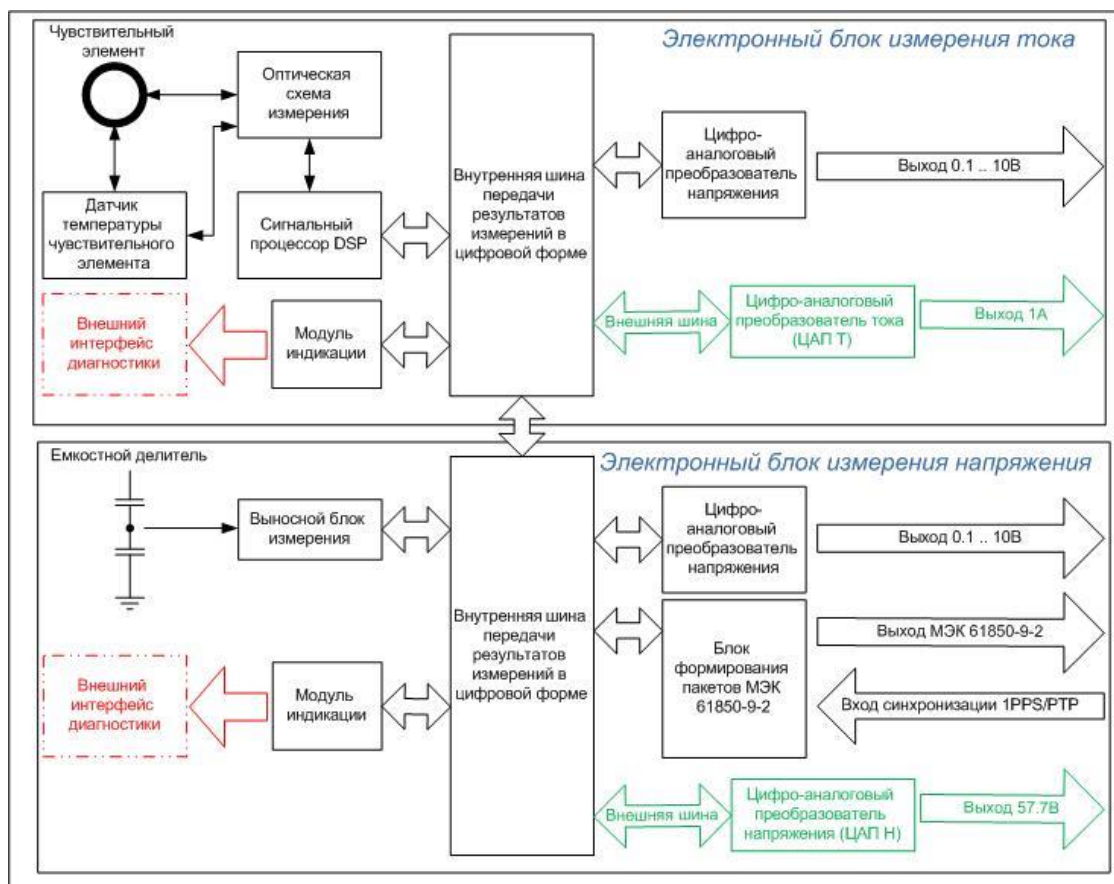 Электронный блок измерения тока
Чувствительный
элемент
Оптическая
схема
измерения
Датчик
температуры
чувствительного
элемента
Сигнальный
процессор DSP
Внутренняя шина
передачи
результатов
измерений в
цифровой форме
Цифро-
аналоговый
преобразователь
напряжения
Выход 0.1 .. 10В
Внешний
интерфейс
диагностики
Модуль
индикации
Внешняя шина
Цифро-аналоговый
преобразователь тока
(ЦАП Т)
Выход 1А
Электронный блок измерения напряжения
Емкостной делитель
Выносной блок
измерения
Внутренняя шина
передачи
результатов
измерений в
цифровой форме
Цифро-
аналоговый
преобразователь
напряжения
Выход 0.1 .. 10В
Блок
формирования
пакетов МЭК
61850-9-2
Выход МЭК 61850-9-2
Вход синхронизации 1PPS/PTP
Внешний
интерфейс
диагностики
Модуль
индикации
Внешняя шина
Цифро-аналоговый
преобразователь
напряжения (ЦАП Н)
Выход 57.7В